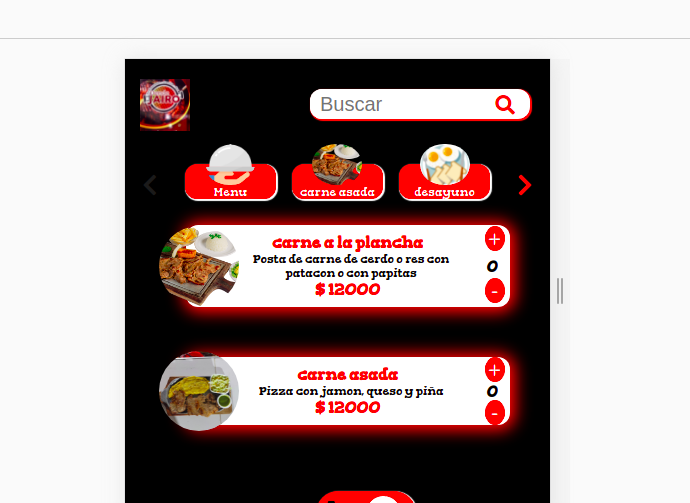 JAIRO
Buscar
Menu
carne asada
desayuno
carne a la plancha
Posta de carne de cerdo o res con
patacon o con papitas
$ 12000
+
0
-
carne asada
Pizza con jamon, queso y piña
$ 12000
+
0
-